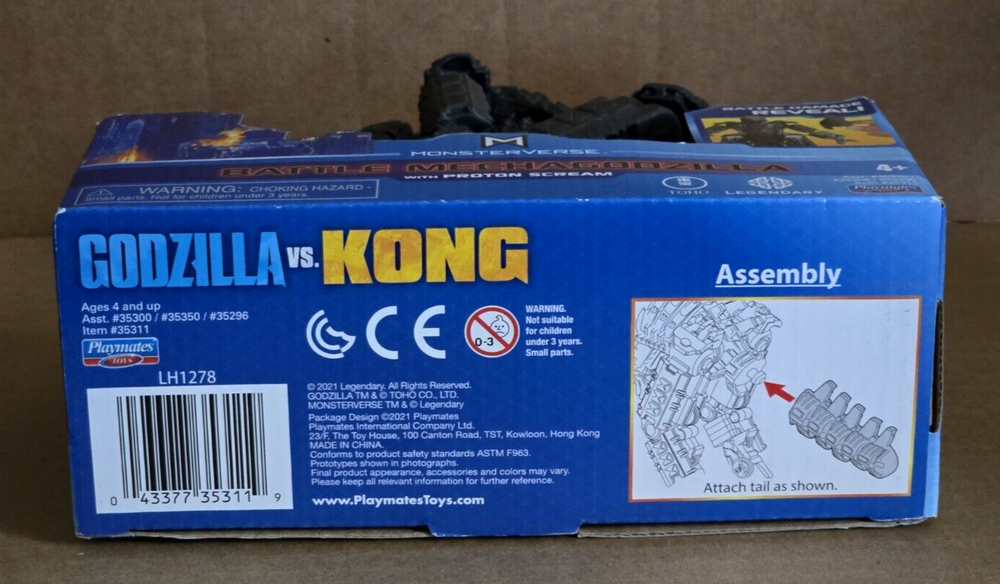 BATTLE DAMAGE
REVEAL!
M
MONSTERVERSE
BATTLE MECHAGODZILLA
WITH PROTON SCREAM
4+
WARNING: CHOKING HAZARD -
Small parts. Not for children under 3 years.
TOHO
LEGENDARY
Playmates
GODZILLA VS. KONG
Assembly
Ages 4 and up
Asst. #35300 / #35350 / #35296
Item #35311
Playmates
Toys
CE
0-3
WARNING.
Not suitable
for children
under 3 years.
Small parts.
LH1278
0 43377 35311 9
© 2021 Legendary. All Rights Reserved.
GODZILLA TM & © TOHO CO., LTD.
MONSTERVERSE TM & © Legendary
Package Design ©2021 Playmates
Playmates International Company Ltd.
23/F, The Toy House, 100 Canton Road, TST, Kowloon, Hong Kong
MADE IN CHINA.
Conforms to product safety standards ASTM F963.
Prototypes shown in photographs.
Final product appearance, accessories and colors may vary.
Please keep all relevant information for further reference.
www.PlaymatesToys.com
Attach tail as shown.